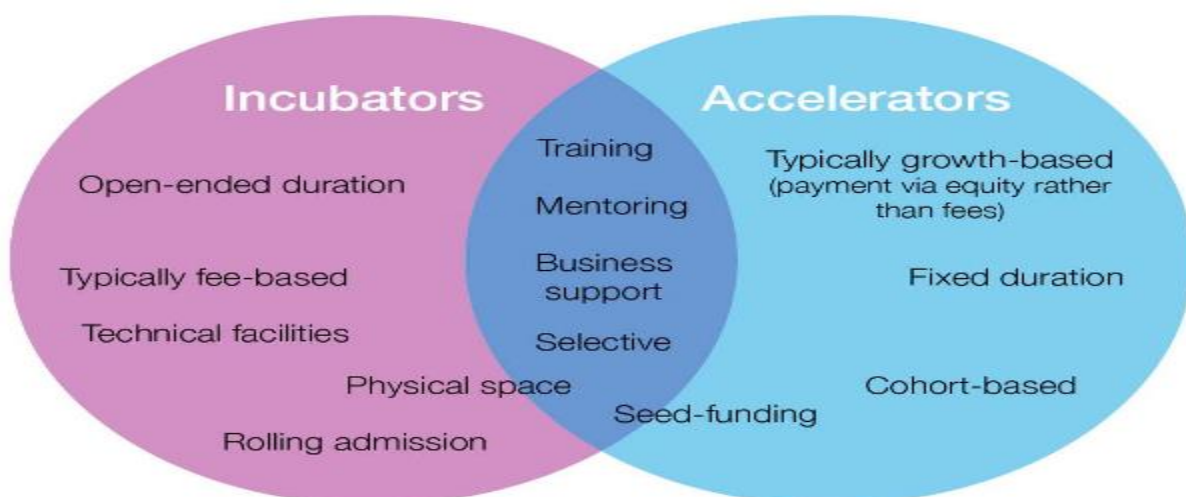 Incubators
Accelerators
Open-ended duration
Typically fee-based
Technical facilities
Physical space
Rolling admission
Training
Mentoring
Business
support
Selective
Seed-funding
Typically growth-based
(payment via equity rather
than fees)
Fixed duration
Cohort-based